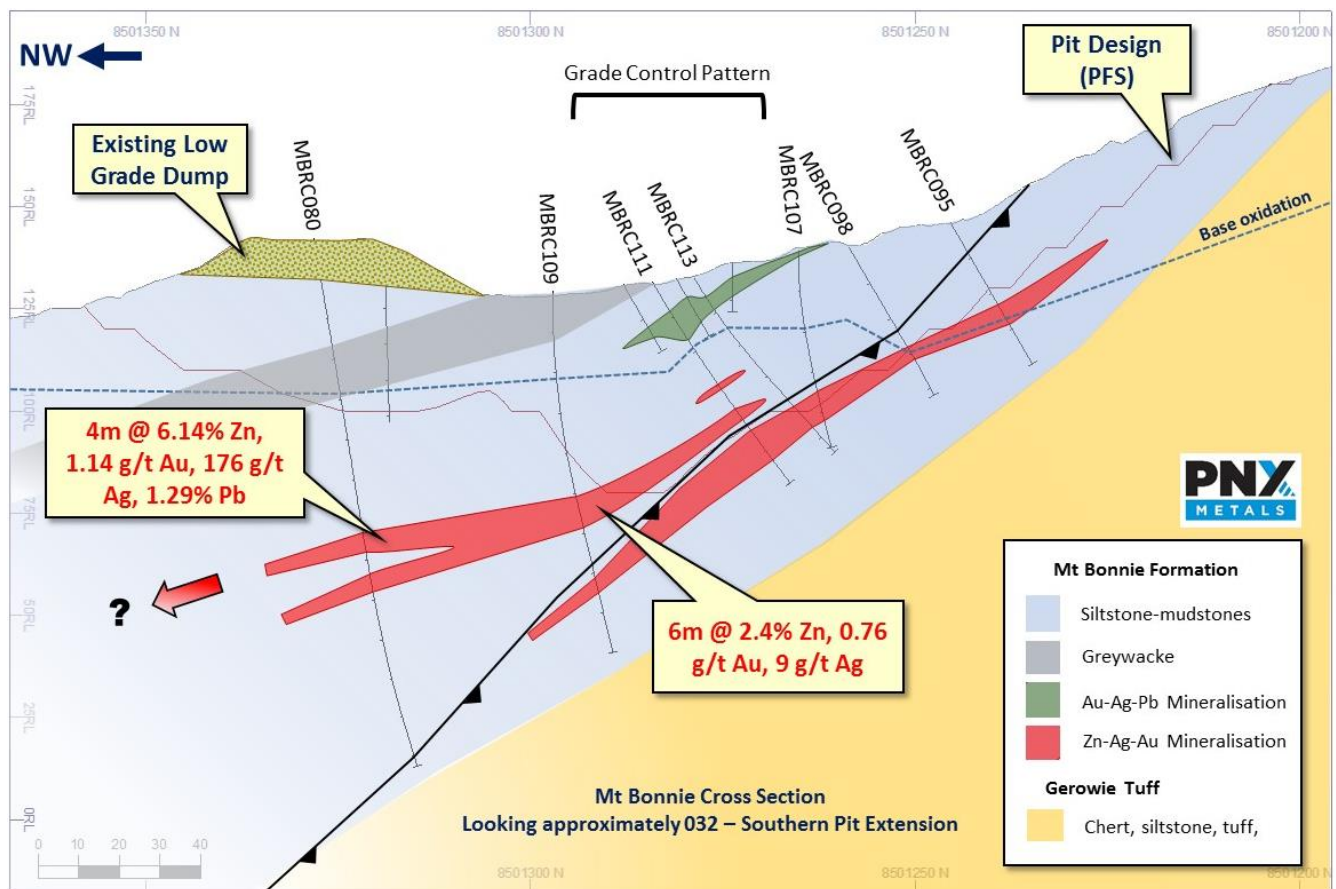 8501350 N
8501300 N
8501250 N
8501200 N
NW
Grade Control Pattern
Pit Design
(PFS)
175RL
Existing Low
Grade Dump
MBRC080
MBRC109
MBRC111
MBRC113
MBRC107
MBRC098
MBRC095
150RL
Base oxidation
125RL
100RL
4m @ 6.14% Zn,
1.14 g/t Au, 176 g/t
Ag, 1.29% Pb
75RL
PNX
METALS
?
50RL
6m @ 2.4% Zn, 0.76
g/t Au, 9 g/t Ag
Mt Bonnie Formation
Siltstone-mudstones
Greywacke
Au-Ag-Pb Mineralisation
Zn-Ag-Au Mineralisation
Gerowie Tuff
Chert, siltstone, tuff,
25RL
0RL
Mt Bonnie Cross Section
Looking approximately 032 – Southern Pit Extension
0 10 20 30 40
8501300 N
8501250 N
8501200 N